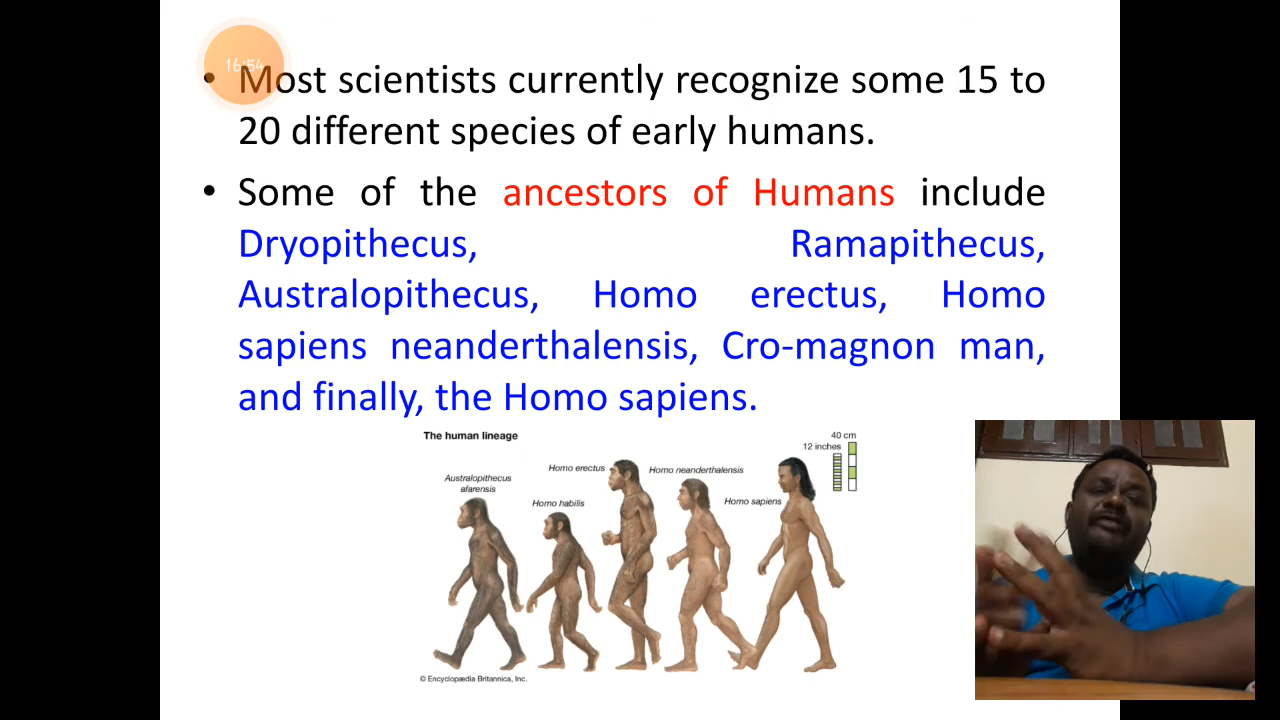 16:54
• Most scientists currently recognize some 15 to
20 different species of early humans.
• Some of the ancestors of Humans include
Dryopithecus, Ramapithecus,
Australopithecus, Homo erectus, Homo
sapiens neanderthalensis, Cro-magnon man,
and finally, the Homo sapiens.
The human lineage
40 cm
12 inches
Australopithecus
afarensis
Homo habilis
Homo erectus
Homo neanderthalensis
Homo sapiens
© Encyclopædia Britannica, Inc.